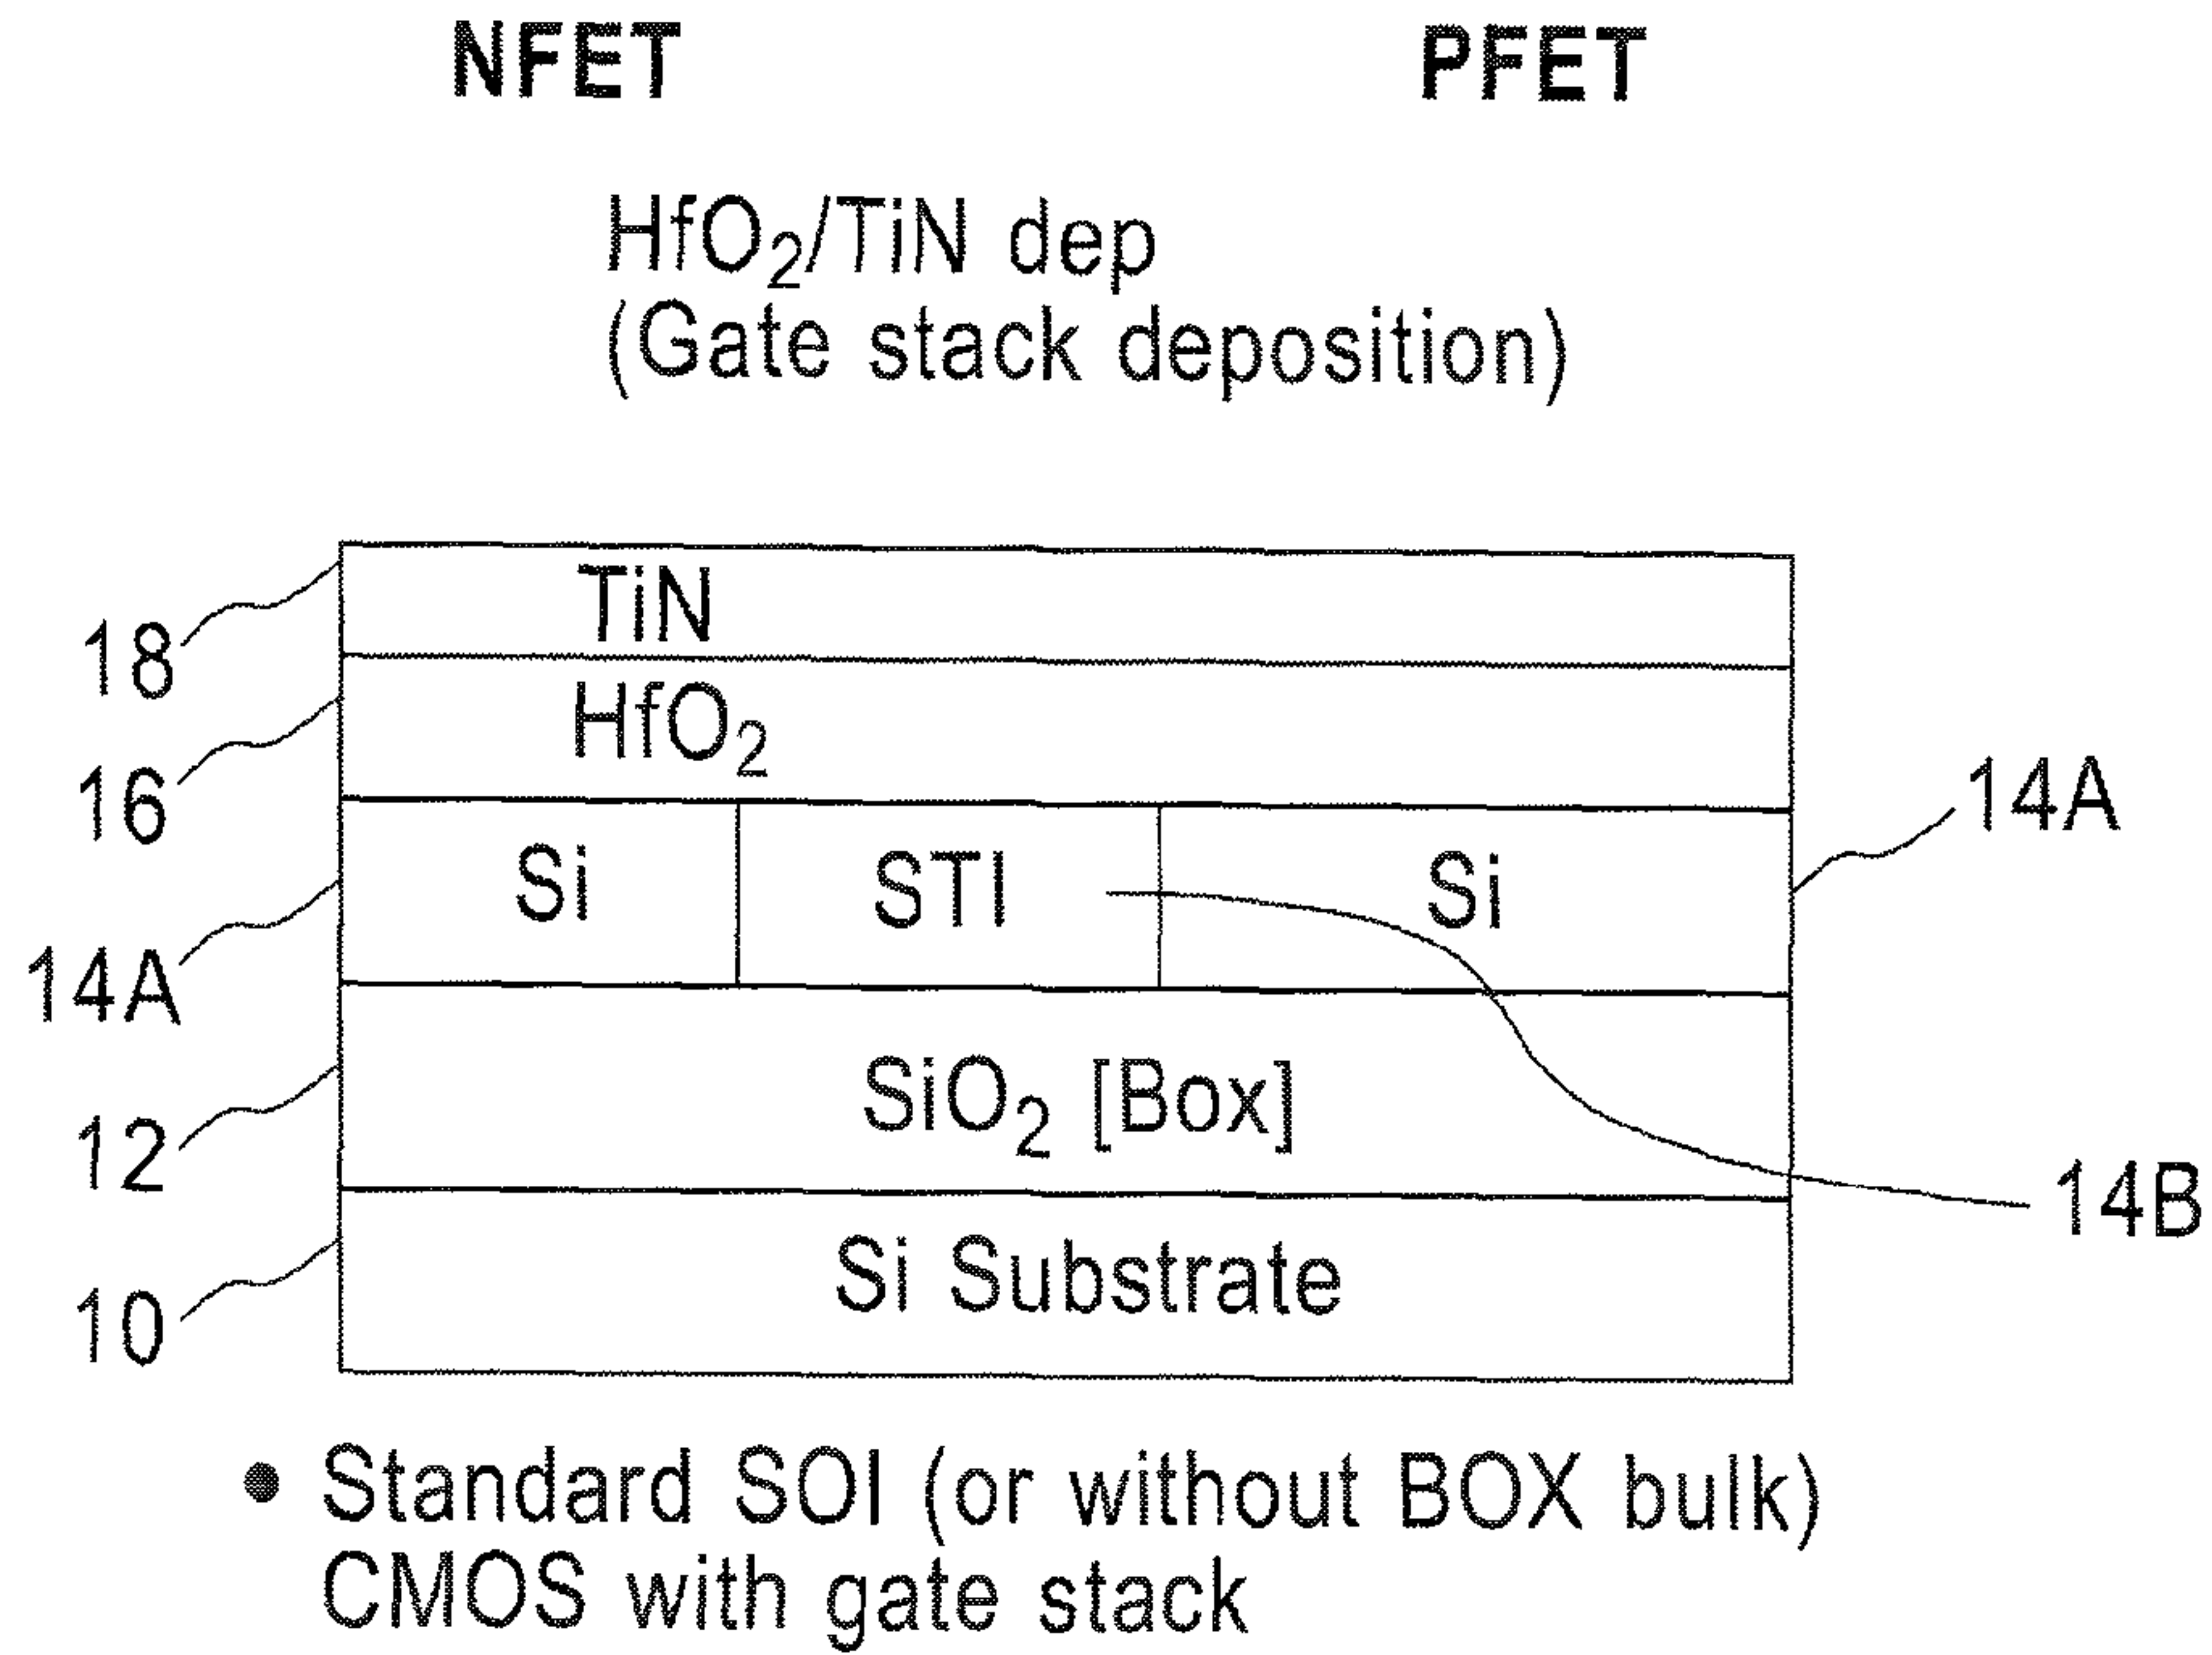 NFET PFET
HfO₂/TiN dep
(Gate stack deposition)
TiN
18
HfO₂
16
14A
Si STI Si
14A
SiO₂ [Box]
12
14B
Si Substrate
10
• Standard SOI (or without BOX bulk)
CMOS with gate stack